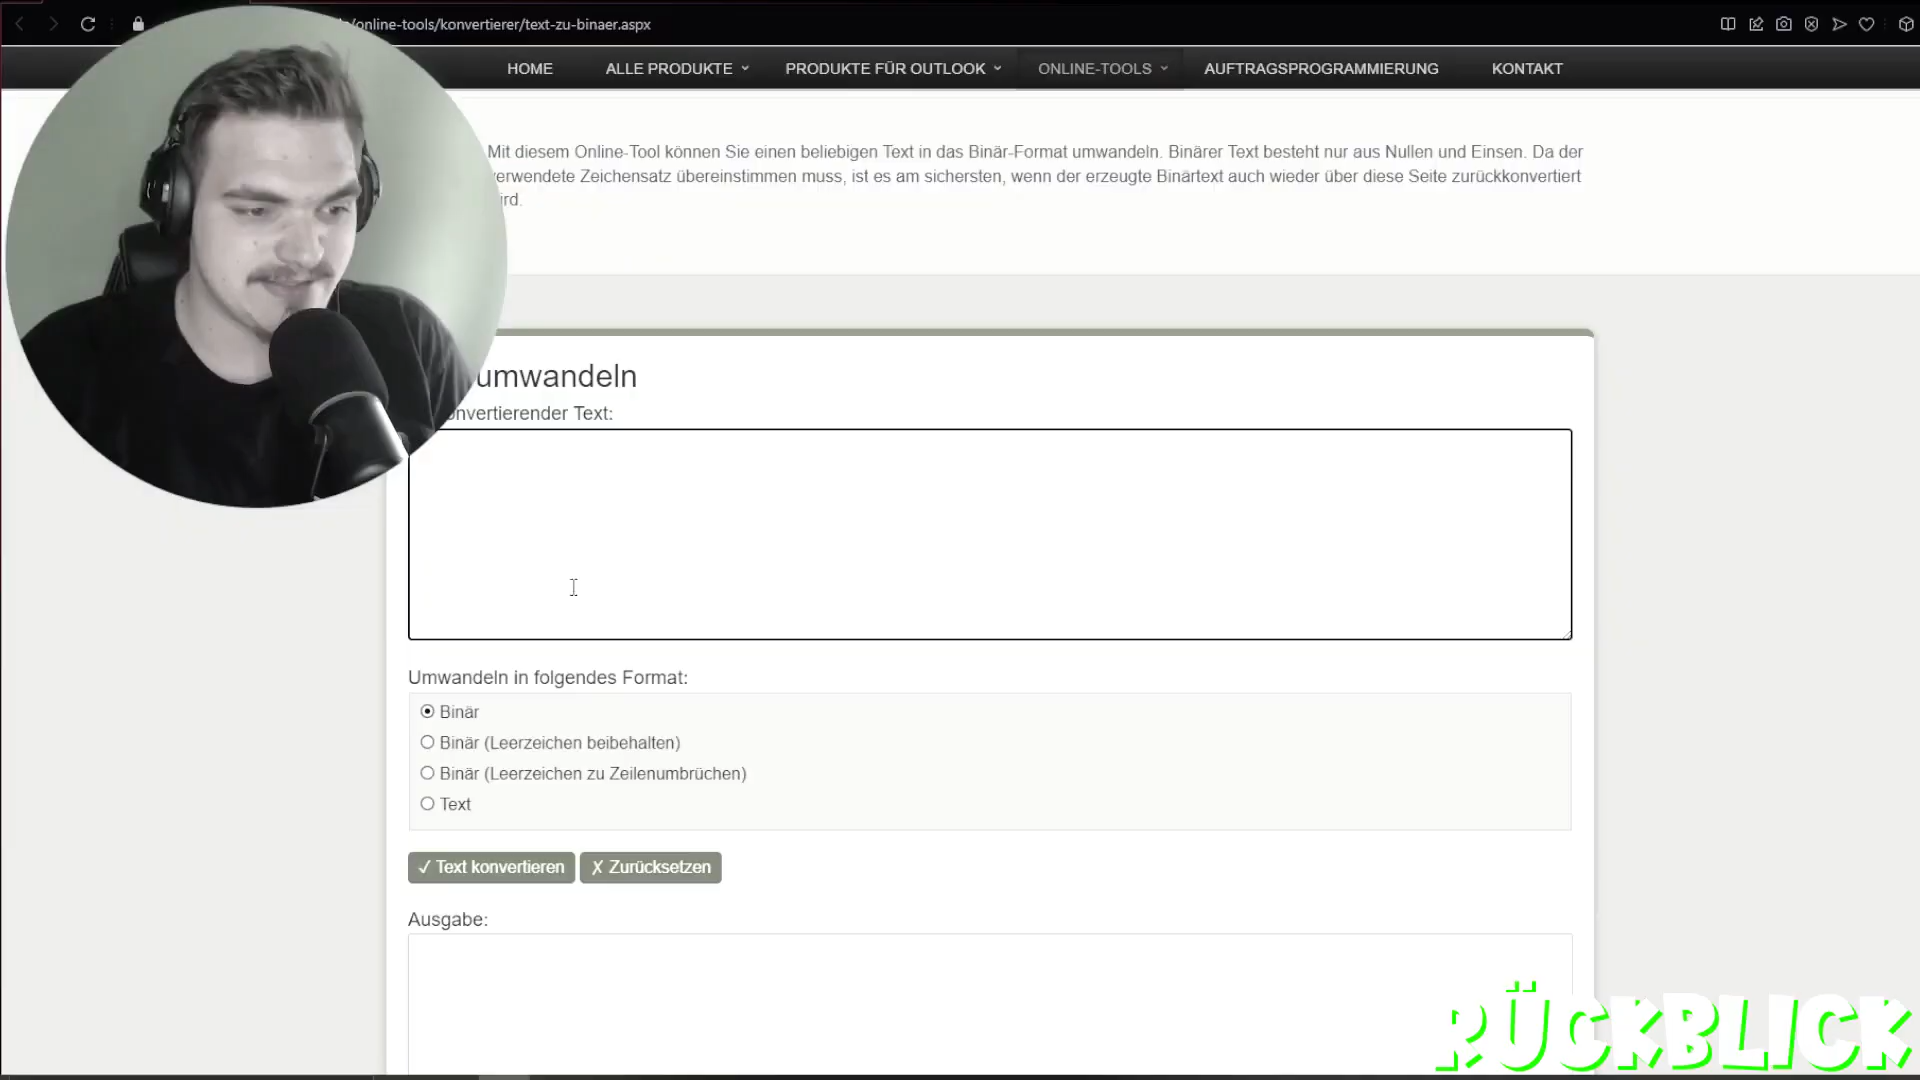 /online-tools/konvertierer/text-zu-binaer.aspx
HOME ALLE PRODUKTE PRODUKTE FÜR OUTLOOK ONLINE-TOOLS AUFTRAGSPROGRAMMIERUNG KONTAKT
Mit diesem Online-Tool können Sie einen beliebigen Text in das Binär-Format umwandeln. Binärer Text besteht nur aus Nullen und Einsen. Da der
verwendete Zeichensatz übereinstimmen muss, ist es am sichersten, wenn der erzeugte Binärtext auch wieder über diese Seite zurückkonvertiert
ird.
umwandeln
onvertierender Text:
Umwandeln in folgendes Format:
Binär
Binär (Leerzeichen beibehalten)
Binär (Leerzeichen zu Zeilenumbrüchen)
Text
✓ Text konvertieren ✗ Zurücksetzen
Ausgabe:
RÜCKBLICK